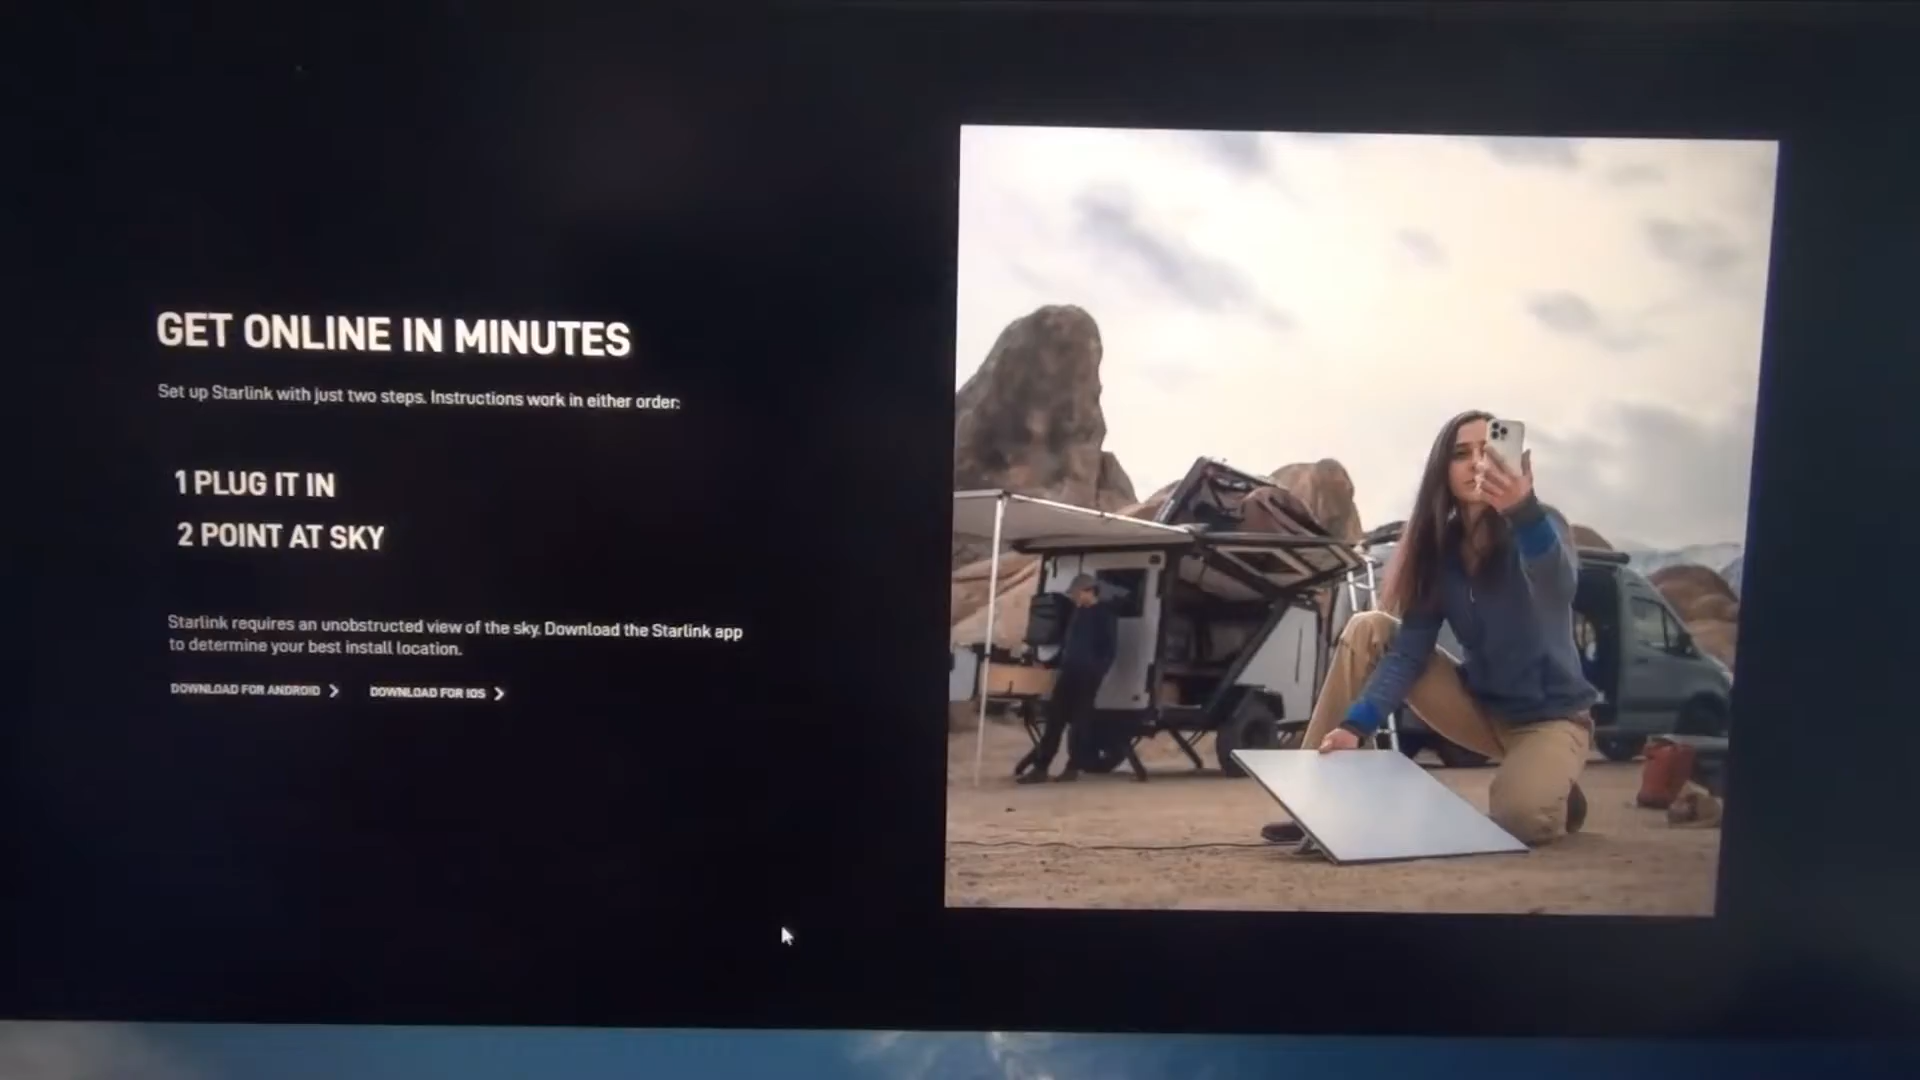 GET ONLINE IN MINUTES
Set up Starlink with just two steps. Instructions work in either order:
1 PLUG IT IN
2 POINT AT SKY
Starlink requires an unobstructed view of the sky. Download the Starlink app
to determine your best install location.
DOWNLOAD FOR ANDROID
DOWNLOAD FOR IOS